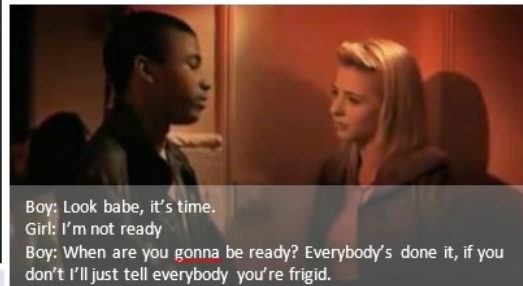 Boy: Look babe, it's time.
Girl: I'm not ready
Boy: When are you gonna be ready? Everybody's done it, if you
don't I'll just tell everybody you're frigid.